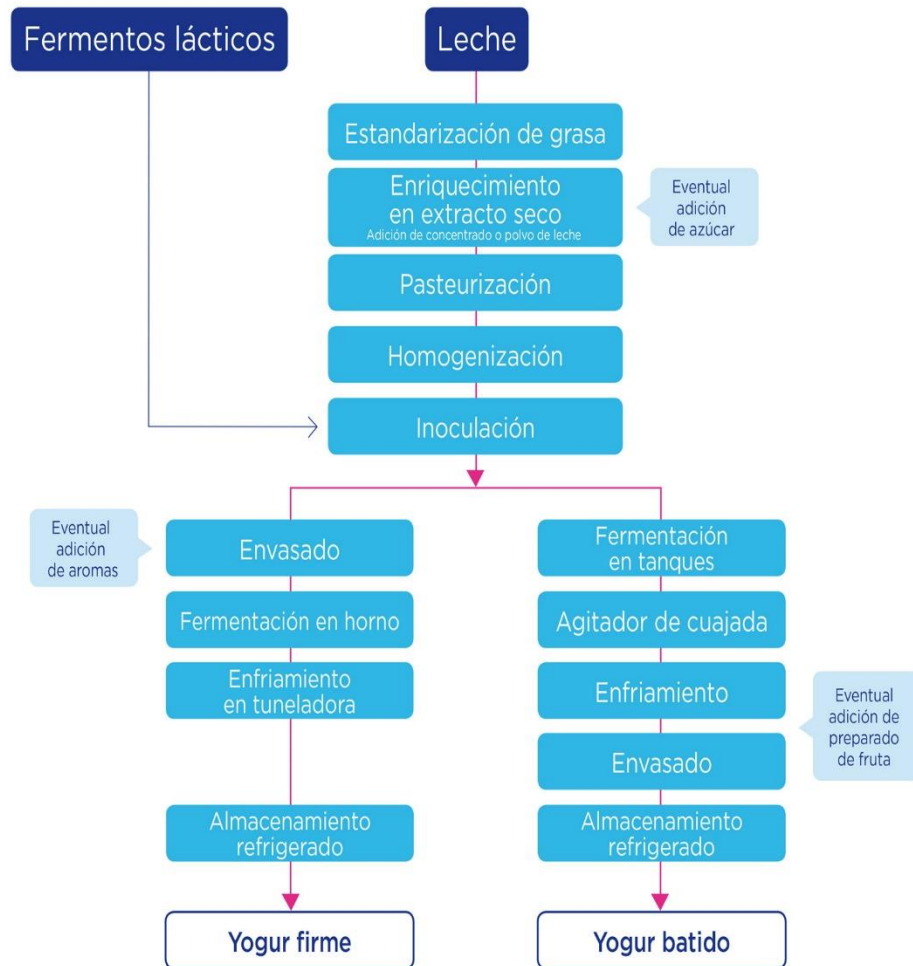 Fermentos lácticos
Leche
Estandarización de grasa
Enriquecimiento
en extracto seco
Adición de concentrado o polvo de leche
Eventual
adición
de azúcar
Pasteurización
Homogenización
Inoculación
Eventual
adición
de aromas
Envasado
Fermentación en horno
Enfriamiento
en tuneladora
Almacenamiento
refrigerado
Yogur firme
Fermentación
en tanques
Agitador de cuajada
Enfriamiento
Eventual
adición de
preparado
de fruta
Envasado
Almacenamiento
refrigerado
Yogur batido